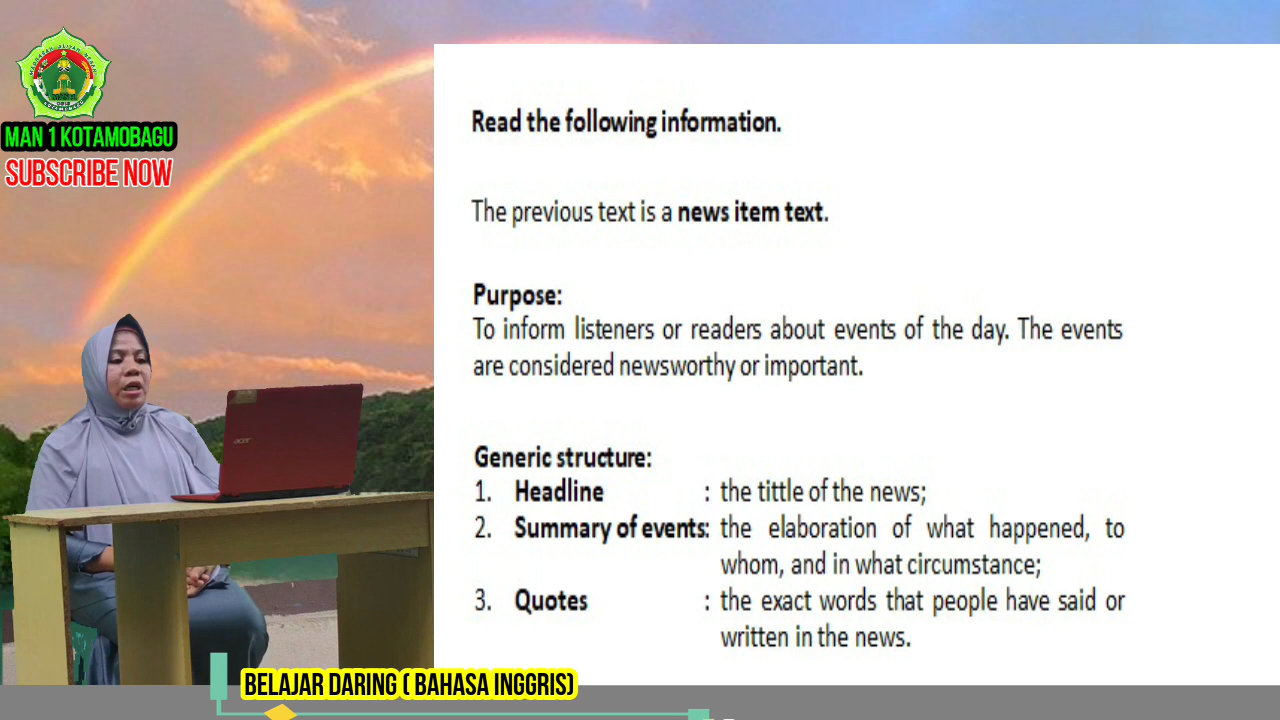 MAN 1 KOTAMOBAGU
SUBSCRIBE NOW
Read the following information.
The previous text is a news item text.
Purpose:
To inform listeners or readers about events of the day. The events
are considered newsworthy or important.
Generic structure:
1. Headline : the tittle of the news;
2. Summary of events: the elaboration of what happened, to
whom, and in what circumstance;
3. Quotes : the exact words that people have said or
written in the news.
acer
BELAJAR DARING ( BAHASA INGGRIS)